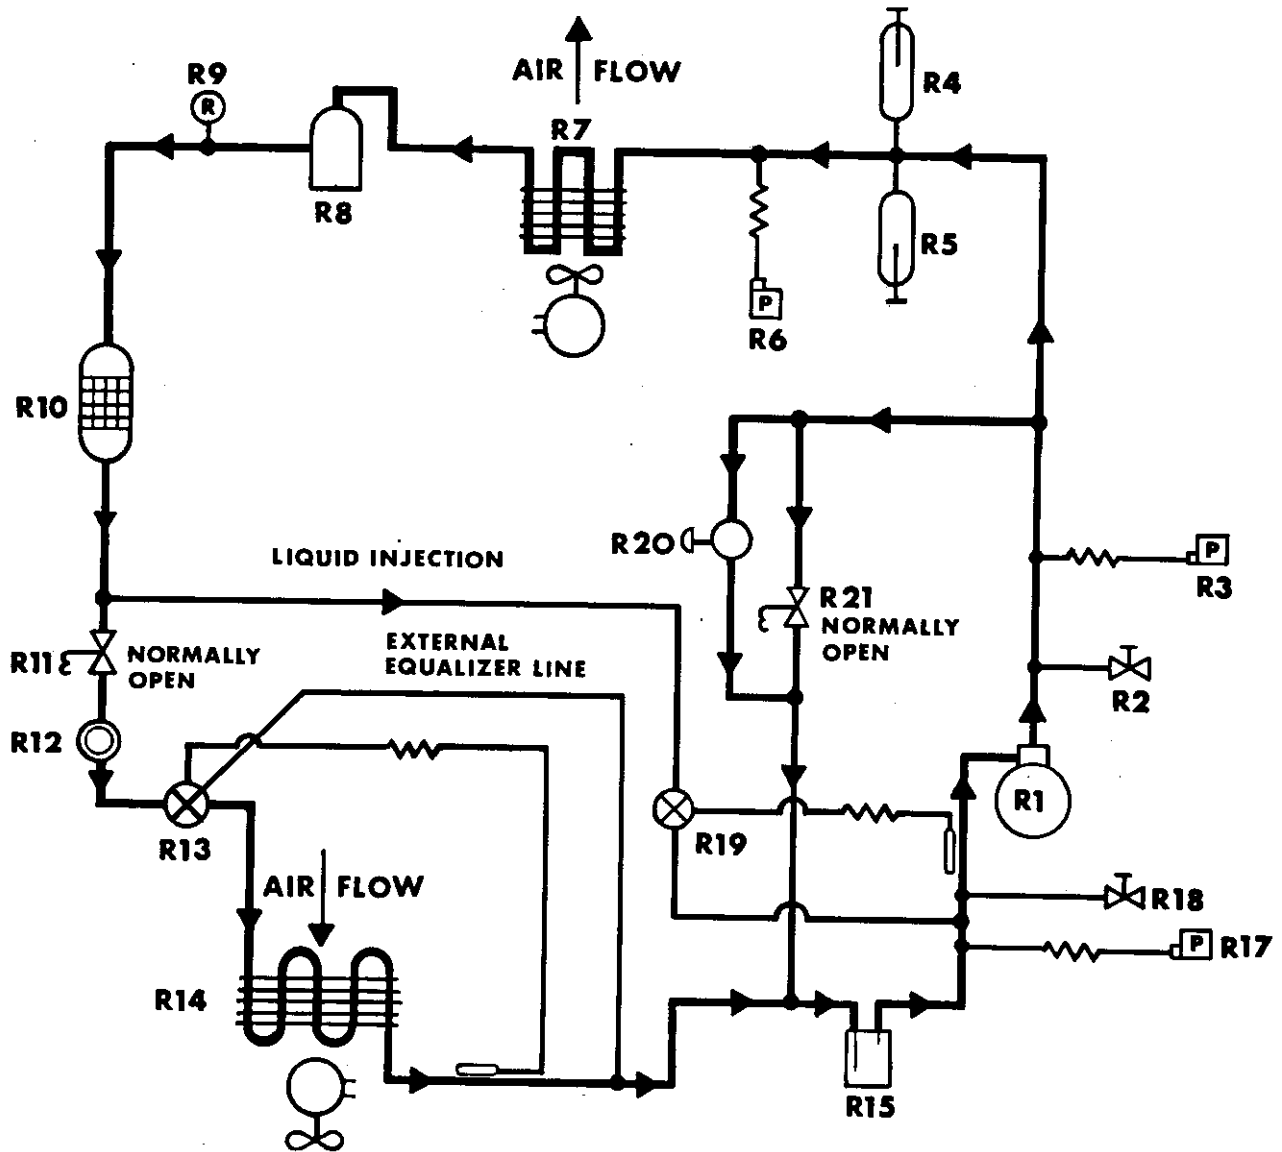 AIR FLOW
R4
R9
R
R7
R8
R5
P
R6
R10
R20
P
R3
LIQUID INJECTION
R21
NORMALLY
OPEN
EXTERNAL
EQUALIZER LINE
R11
NORMALLY
OPEN
R2
R12
R1
R13
R19
AIR FLOW
R18
P
R17
R14
R15